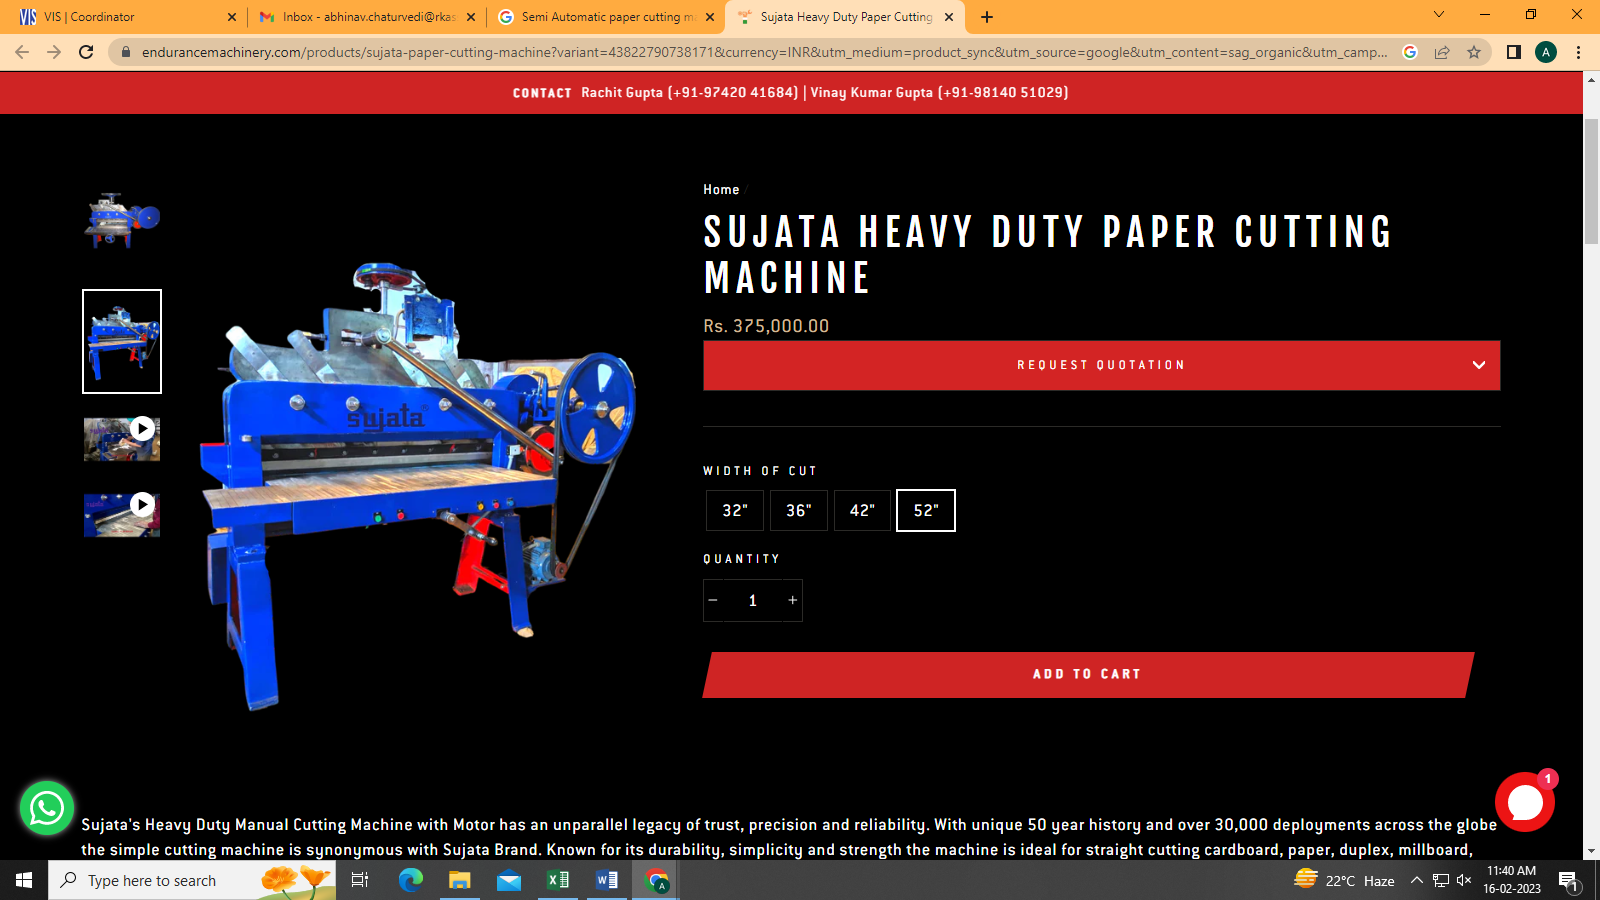 VIS | Coordinator
Inbox - abhinav.chaturvedi@rkas
Semi Automatic paper cutting m
Sujata Heavy Duty Paper Cutting
endurancemachinery.com/products/sujata-paper-cutting-machine?variant=43822790738171&currency=INR&utm_medium=product_sync&utm_source=google&utm_content=sag_organic&utm_camp...
A
CONTACT Rachit Gupta (+91-97420 41684) | Vinay Kumar Gupta (+91-98140 51029)
Home /
SUJATA HEAVY DUTY PAPER CUTTING
MACHINE
Rs. 375,000.00
REQUEST QUOTATION
sujata
WIDTH OF CUT
32" 36" 42" 52"
QUANTITY
− 1 +
ADD TO CART
1
Sujata's Heavy Duty Manual Cutting Machine with Motor has an unparallel legacy of trust, precision and reliability. With unique 50 year history and over 30,000 deployments across the globe
the simple cutting machine is synonymous with Sujata Brand. Known for its durability, simplicity and strength the machine is ideal for straight cutting cardboard, paper, duplex, millboard,
Type here to search
22°C Haze
11:40 AM
16-02-2023
1